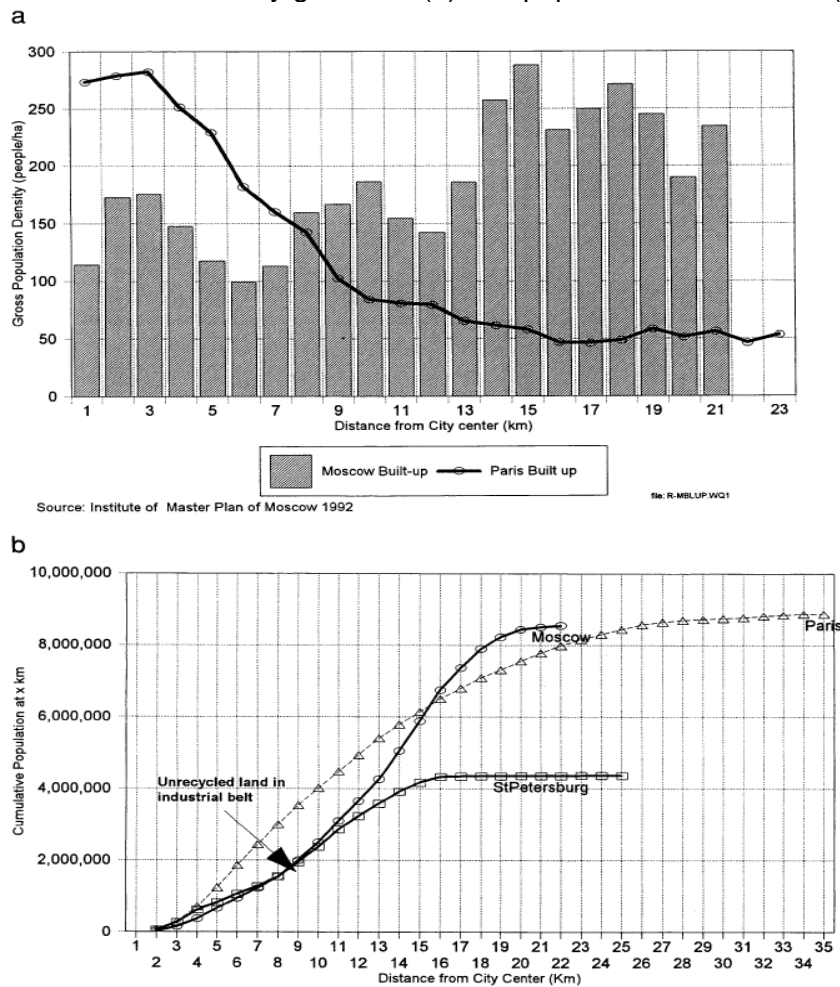 a
300
250
200
150
100
50
0
Gross Population Density (people/ha)
1 3 5 7 9 11 13 15 17 19 21 23
Distance from City center (km)
Moscow Built-up Paris Built up
file: R-MBLUP.WQ1
Source: Institute of Master Plan of Moscow 1992
b
10,000,000
8,000,000
6,000,000
4,000,000
2,000,000
0
Cumulative Population at x km
Moscow
Paris
StPetersburg
Unrecycled land in
industrial belt
1 3 5 7 9 11 13 15 17 19 21 23 25 27 29 31 33 35
2 4 6 8 10 12 14 16 18 20 22 24 26 28 30 32 34
Distance from City Center (Km)